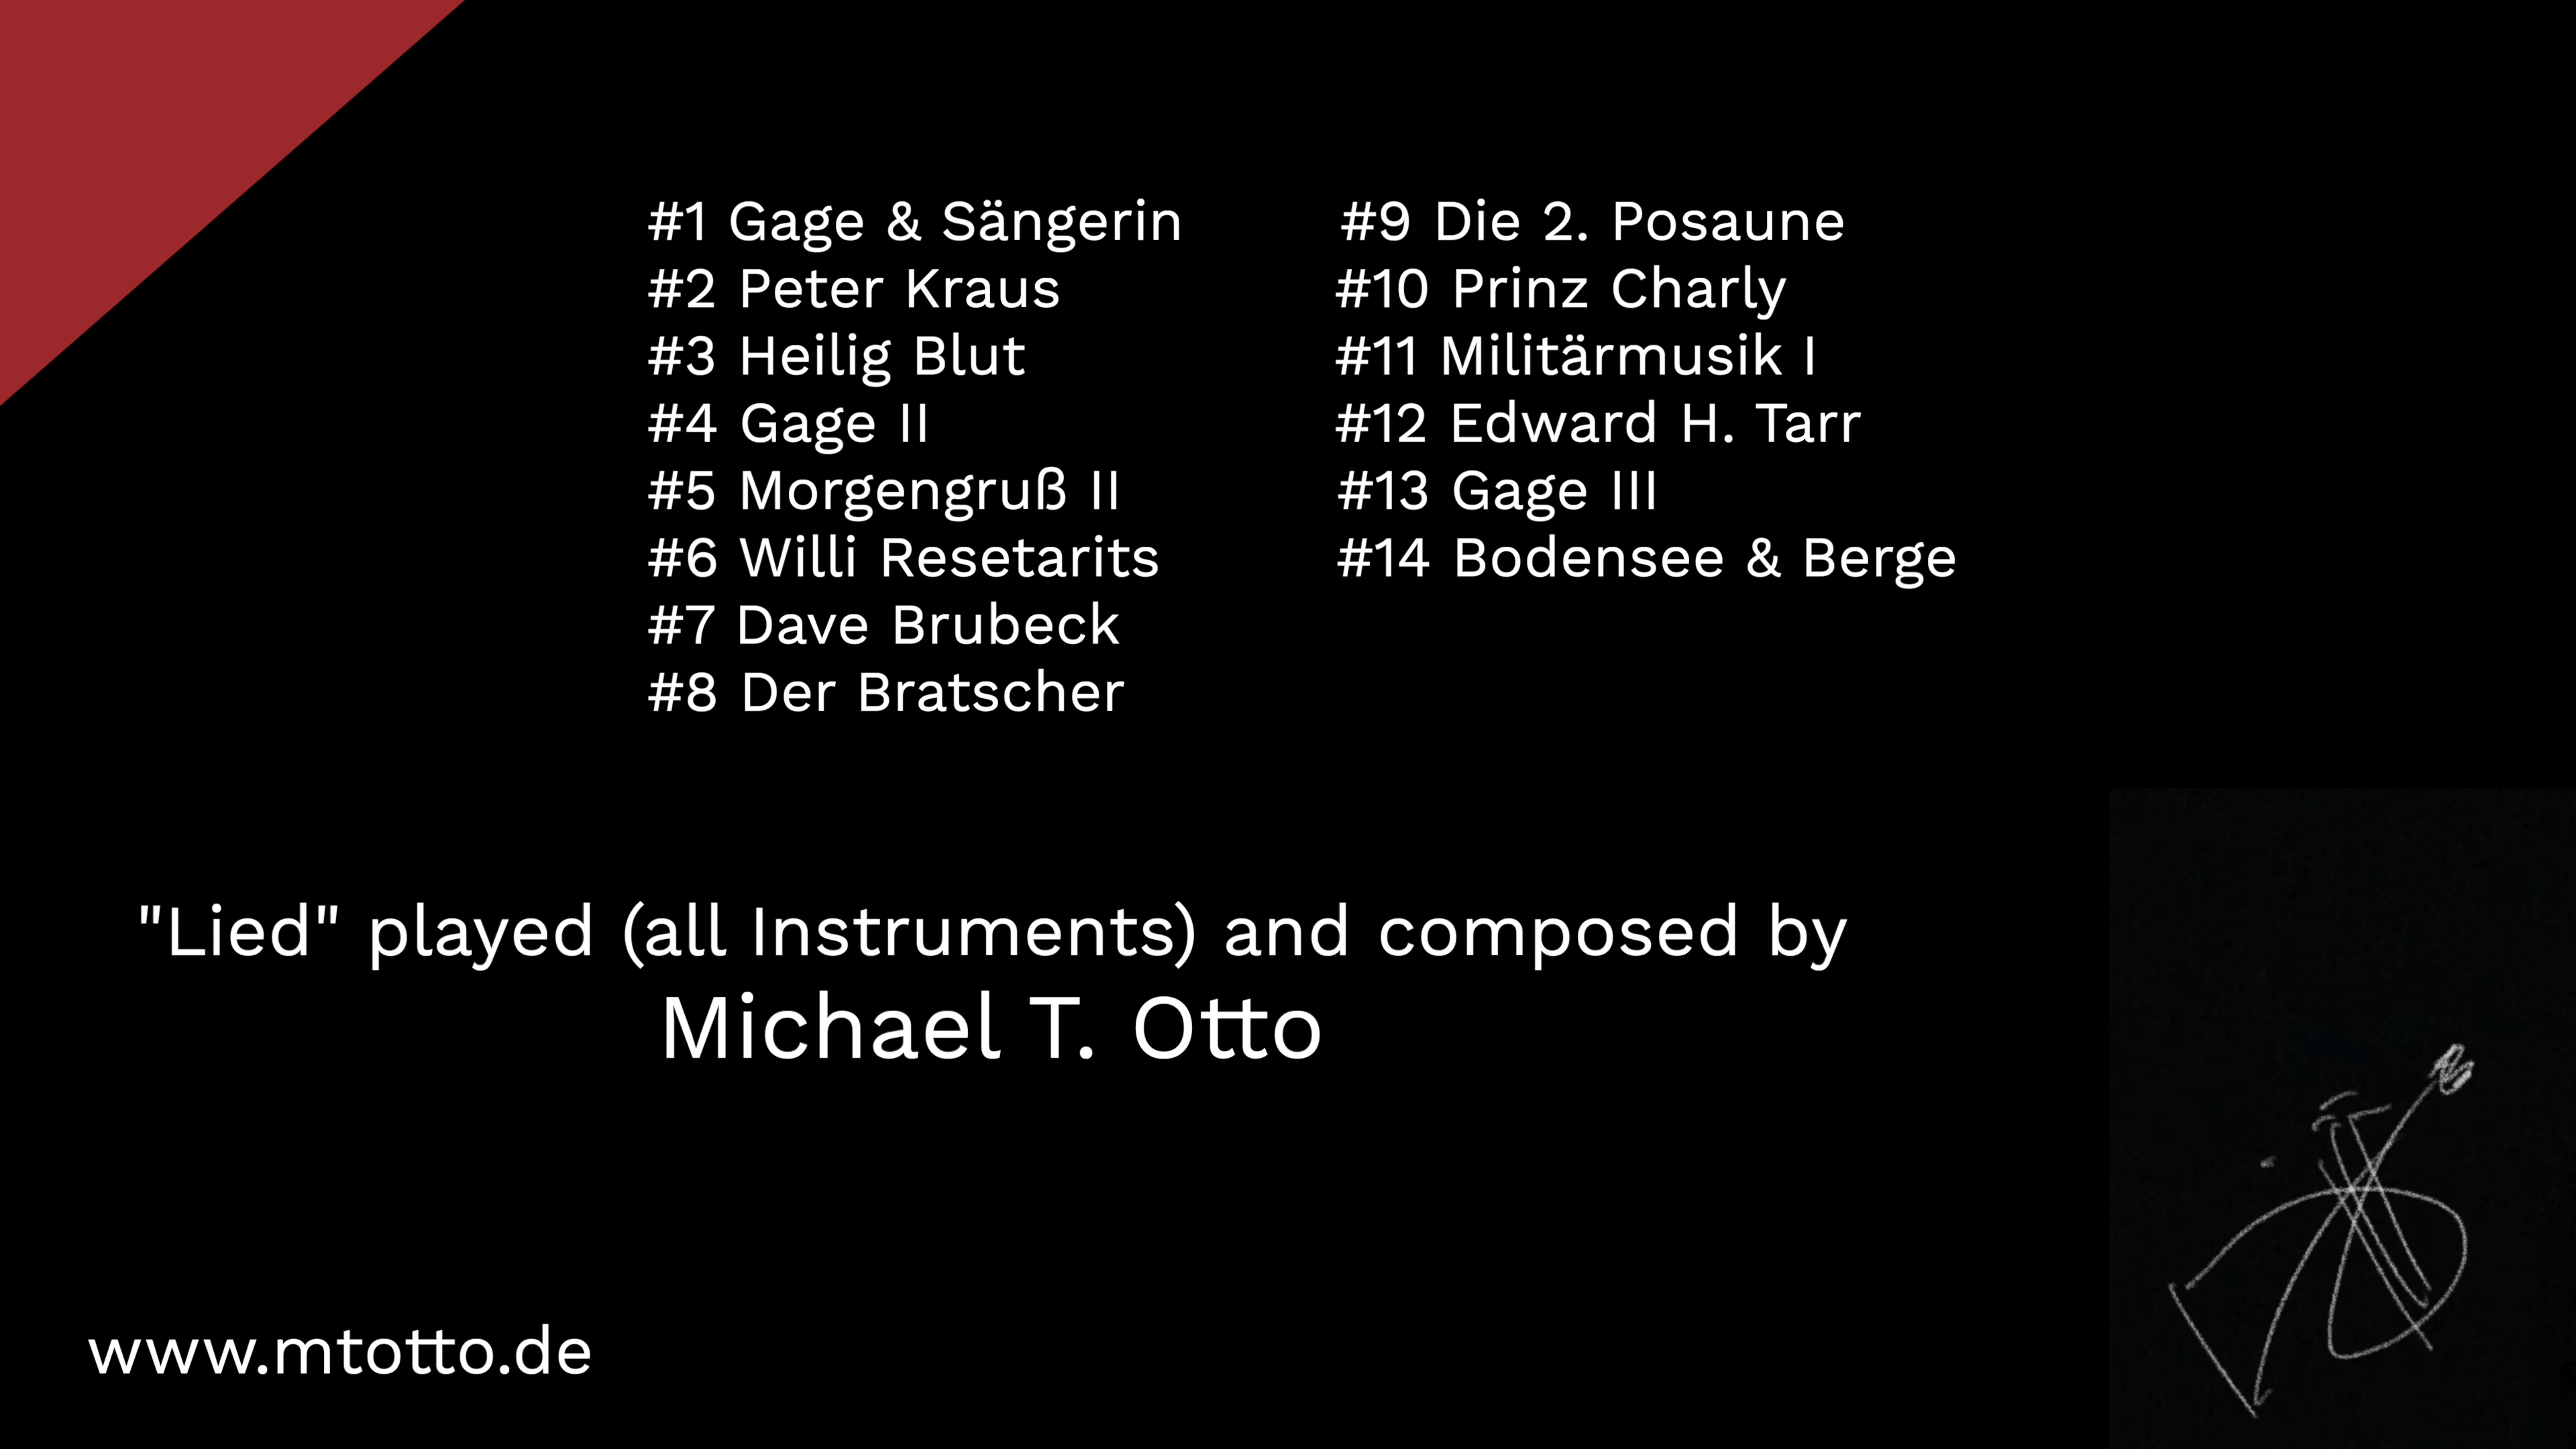 #1 Gage & Sängerin
#2 Peter Kraus
#3 Heilig Blut
#4 Gage II
#5 Morgengruß II
#6 Willi Resetarits
#7 Dave Brubeck
#8 Der Bratscher
#9 Die 2. Posaune
#10 Prinz Charly
#11 Militärmusik I
#12 Edward H. Tarr
#13 Gage III
#14 Bodensee & Berge
"Lied" played (all Instruments) and composed by
Michael T. Otto
www.mtotto.de